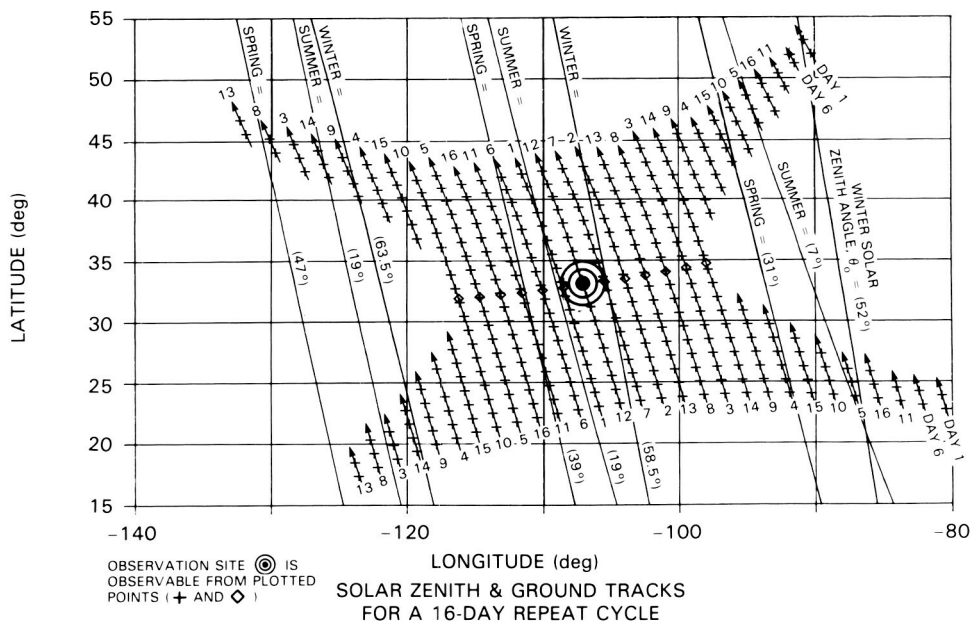 55
50
45
40
35
30
25
20
15
LATITUDE (deg)
SPRING =
SUMMER =
WINTER =
SPRING =
SUMMER =
WINTER =
(47°)
(19°)
(63.5°)
(39°)
(19°)
(58.5°)
SPRING = (31°)
SUMMER = (7°)
WINTER SOLAR
ZENITH ANGLE, θo = (52°)
13 8 3 14 9 4 15 10 5 16 11 6 1 12 7 2 13 8 3 14 9 4 15 10 5 16 11
DAY 6
DAY 1
13 8 3 14 9 4 15 10 5 16 11 6 1 12 7 2 13 8 3 14 9 4 15 10 5 16 11
DAY 6
DAY 1
-140 -120 -100 -80
LONGITUDE (deg)
OBSERVATION SITE IS
OBSERVABLE FROM PLOTTED
POINTS ( + AND ◇ )
SOLAR ZENITH & GROUND TRACKS
FOR A 16-DAY REPEAT CYCLE